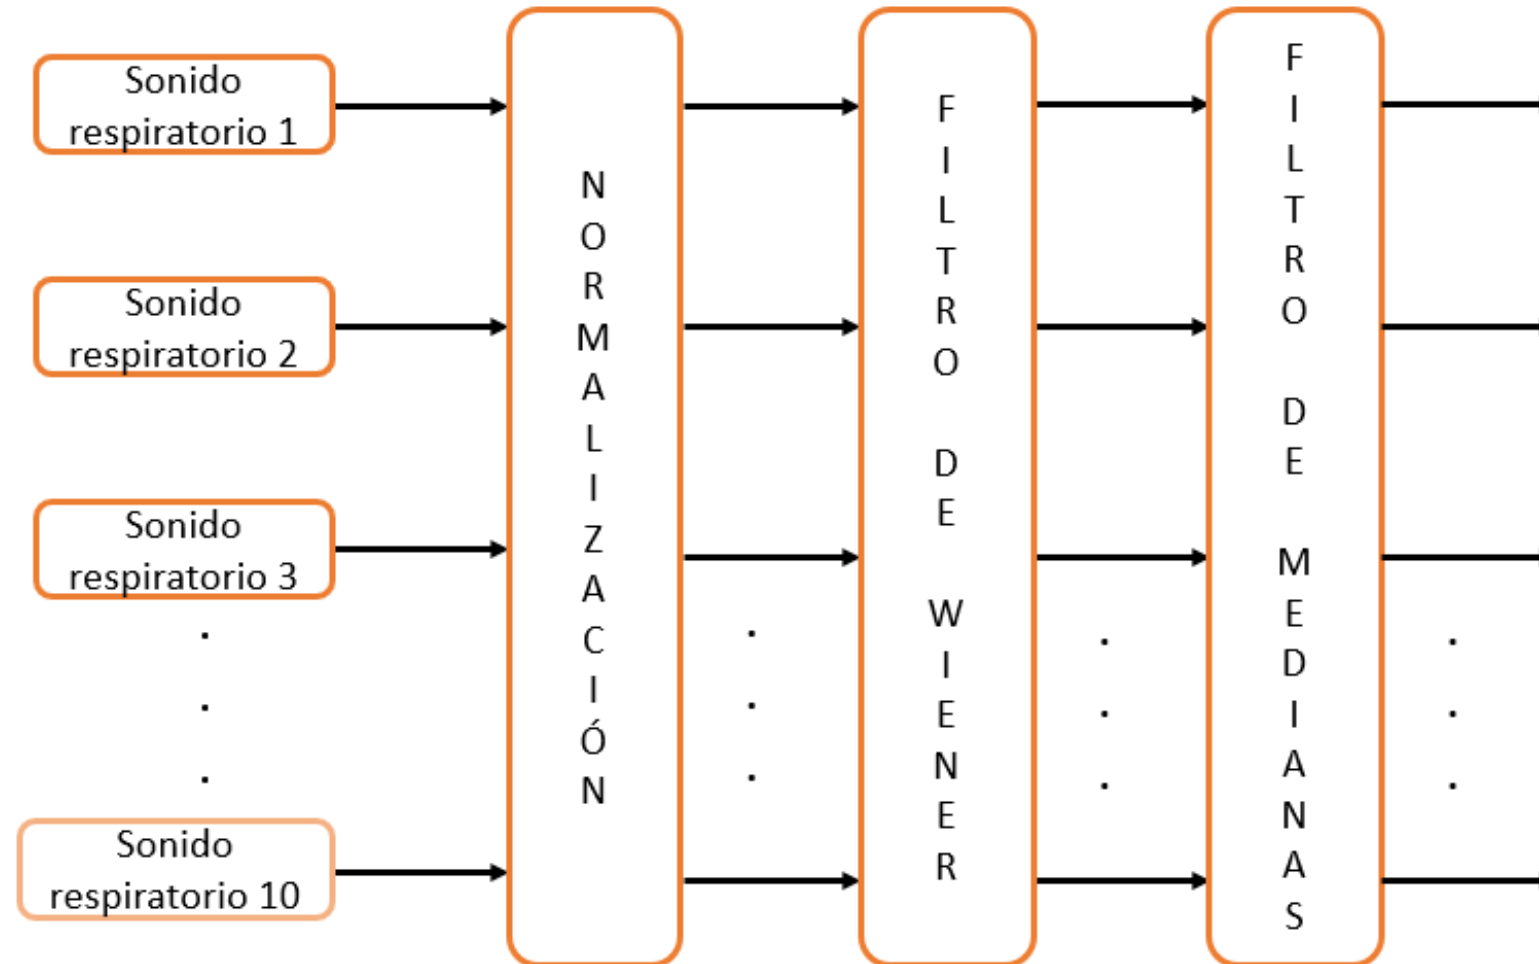 Sonido
respiratorio 1
Sonido
respiratorio 2
Sonido
respiratorio 3
.
.
.
Sonido
respiratorio 10
NORMALIZACIÓN
.
.
.
FILTRO DE WIENER
.
.
.
FILTRO DE MEDIANAS
.
.
.